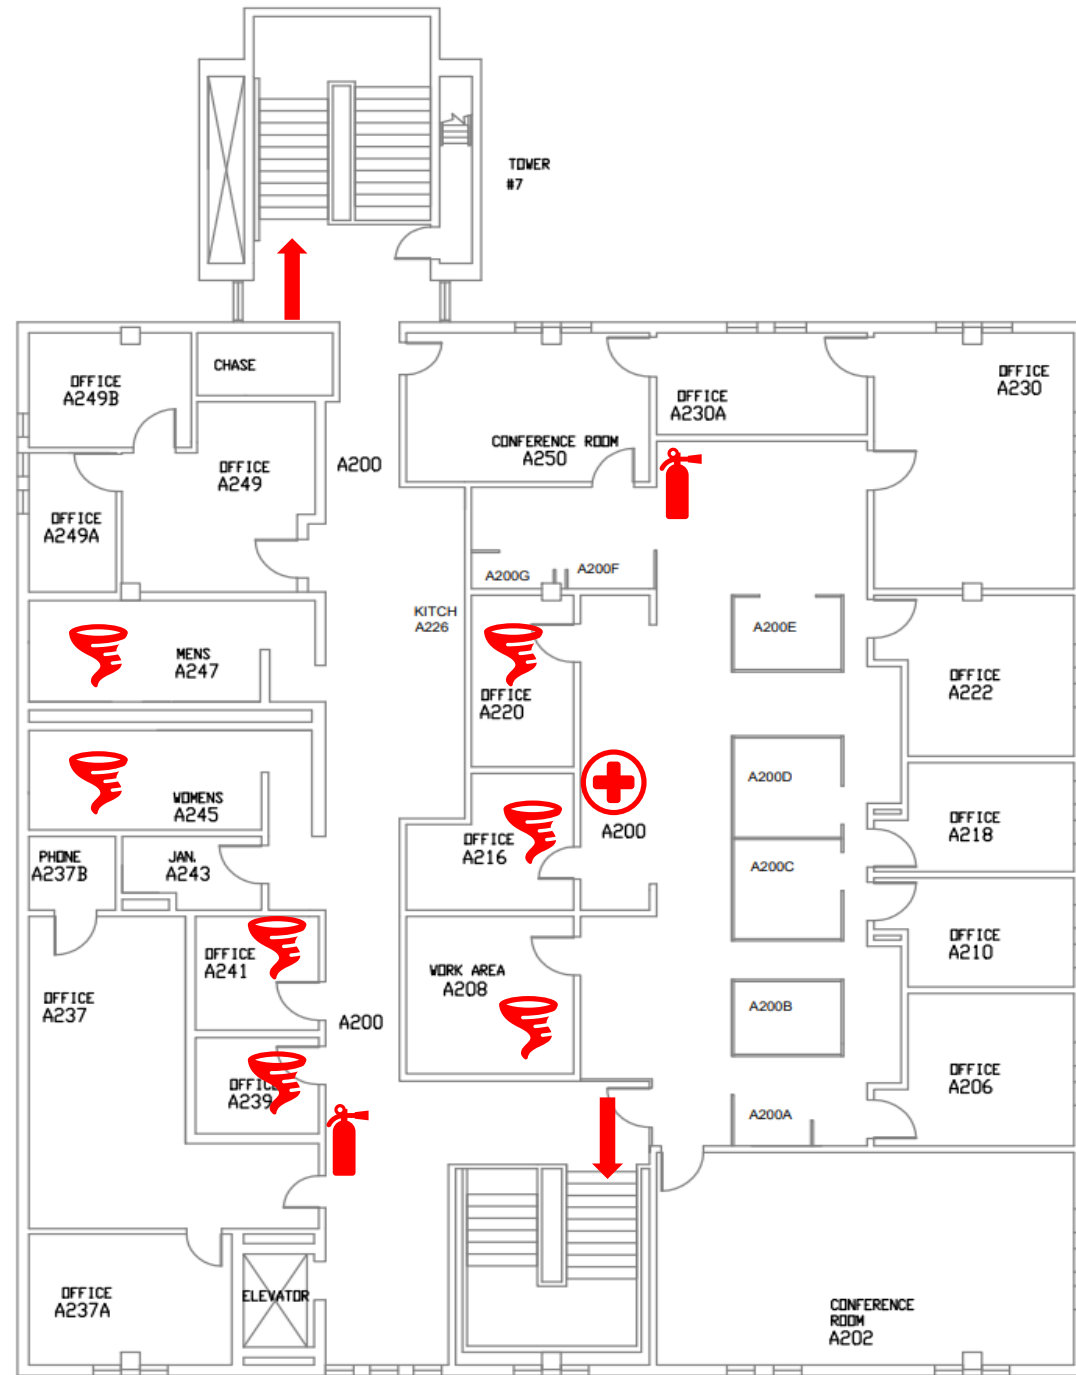 TOWER
#7
CHASE
OFFICE
A249B
OFFICE
A230
OFFICE
A230A
CONFERENCE ROOM
A250
A200
OFFICE
A249
OFFICE
A249A
A200G
A200F
KITCH
A226
A200E
MENS
A247
OFFICE
A220
OFFICE
A222
A200D
WOMENS
A245
A200
OFFICE
A216
OFFICE
A218
PHONE
A237B
JAN.
A243
A200C
OFFICE
A241
WORK AREA
A208
OFFICE
A210
OFFICE
A237
A200
A200B
OFFICE
A239
OFFICE
A206
A200A
ELEVATOR
OFFICE
A237A
CONFERENCE
ROOM
A202